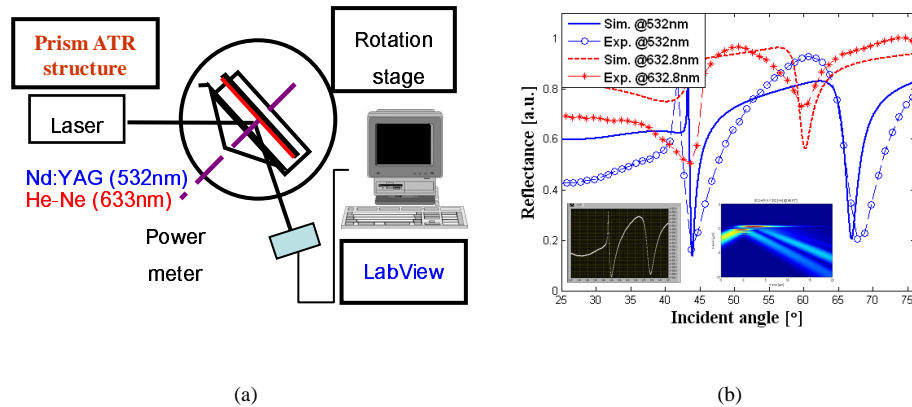 Prism ATR
structure
Laser
Rotation
stage
Nd:YAG (532nm)
He-Ne (633nm)
Power
meter
LabView
(a)
Sim. @532nm
Exp. @532nm
Sim. @632.8nm
Exp. @632.8nm
Reflectance [a.u.]
1
0.8
0.6
0.4
0.2
0
25 30 35 40 45 50 55 60 65 70 75
Incident angle [°]
(b)